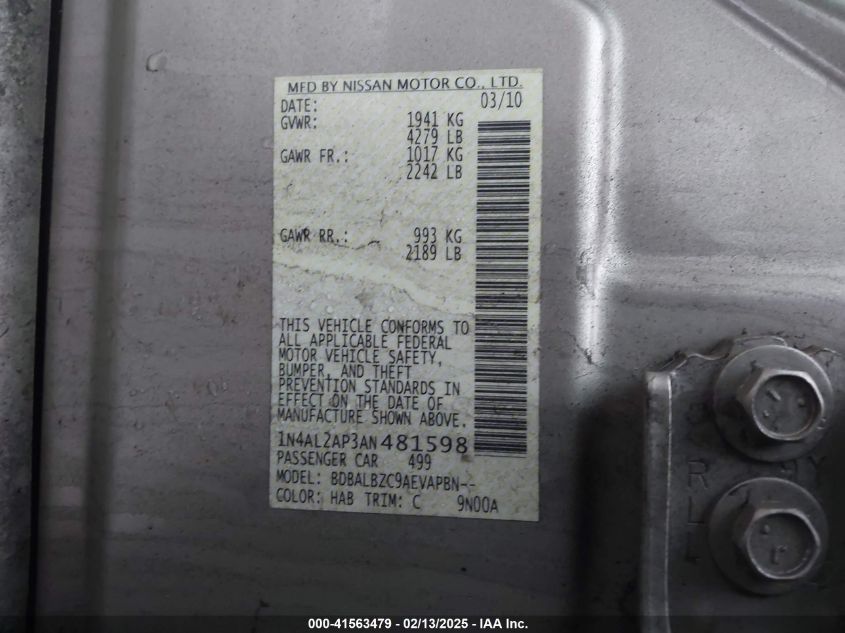 MFD BY NISSAN MOTOR CO., LTD.
DATE: 03/10
GVWR: 1941 KG
4279 LB
GAWR FR.: 1017 KG
2242 LB
GAWR RR.: 993 KG
2189 LB
THIS VEHICLE CONFORMS TO
ALL APPLICABLE FEDERAL
MOTOR VEHICLE SAFETY,
BUMPER, AND THEFT
PREVENTION STANDARDS IN
EFFECT ON THE DATE OF
MANUFACTURE SHOWN ABOVE.
1N4AL2AP3AN481598
PASSENGER CAR 499
MODEL: BDBALBZC9AEVAPBN--
COLOR: HAB TRIM: C 9N00A
000-41563479 - 02/13/2025 - IAA Inc.